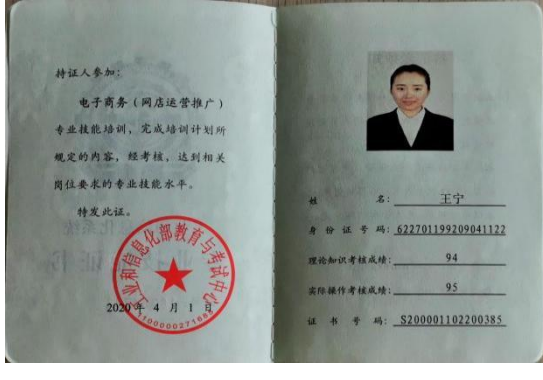 持证人参加:
电子商务(网店运营推广)
专业技能培训,完成培训计划所
规定的内容,经考核,达到相关
岗位要求的专业技能水平。
特发此证。
工业和信息化部教育与考试中心
2020年 4 月 1 日
姓 名: 王宁
身 份 证 号 码: 622701199209041122
理论知识考核成绩: 94
实际操作考核成绩: 95
证 书 号 码: S200001102200385